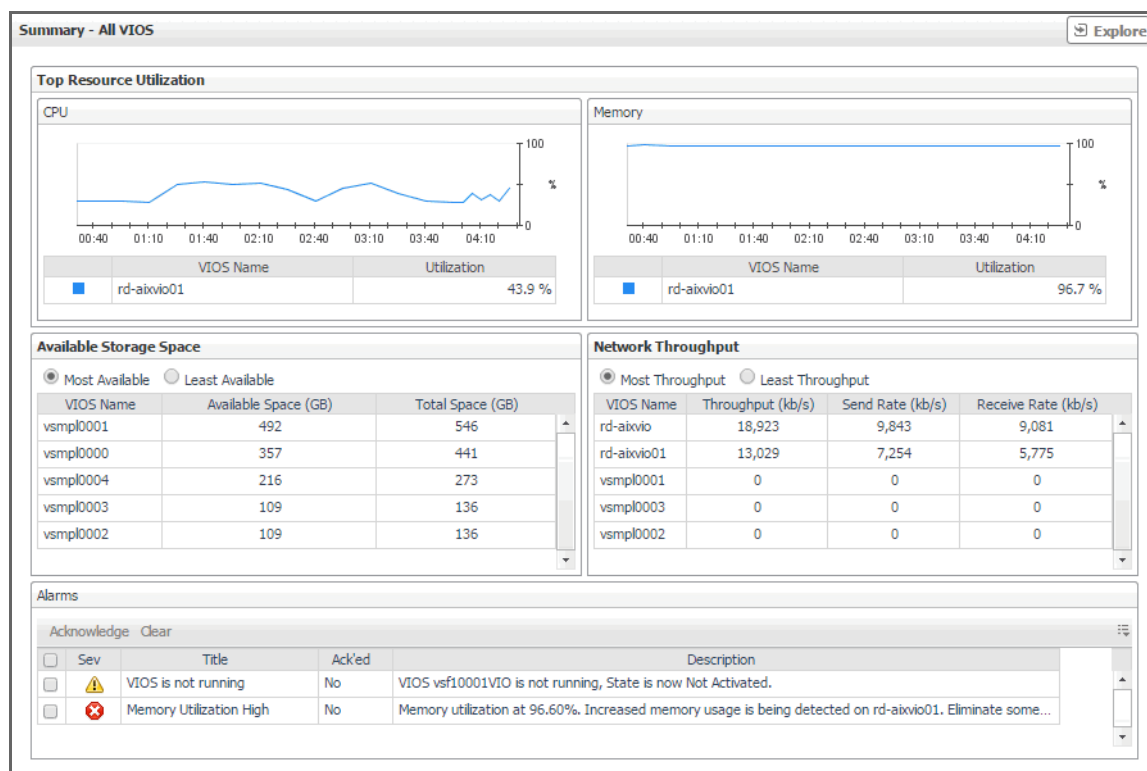 Summary - All VIOS
Explore
Top Resource Utilization
CPU
100
%
0
00:40 01:10 01:40 02:10 02:40 03:10 03:40 04:10
VIOS Name Utilization
rd-aixvio01 43.9 %
Memory
100
%
0
00:40 01:10 01:40 02:10 02:40 03:10 03:40 04:10
VIOS Name Utilization
rd-aixvio01 96.7 %
Available Storage Space
Most Available Least Available
VIOS Name Available Space (GB) Total Space (GB)
vsmpl0001 492 546
vsmpl0000 357 441
vsmpl0004 216 273
vsmpl0003 109 136
vsmpl0002 109 136
Network Throughput
Most Throughput Least Throughput
VIOS Name Throughput (kb/s) Send Rate (kb/s) Receive Rate (kb/s)
rd-aixvio 18,923 9,843 9,081
rd-aixvio01 13,029 7,254 5,775
vsmpl0001 0 0 0
vsmpl0003 0 0 0
vsmpl0002 0 0 0
Alarms
Acknowledge Clear
Sev Title Ack'ed Description
VIOS is not running No VIOS vsf10001VIO is not running, State is now Not Activated.
Memory Utilization High No Memory utilization at 96.60%. Increased memory usage is being detected on rd-aixvio01. Eliminate some...